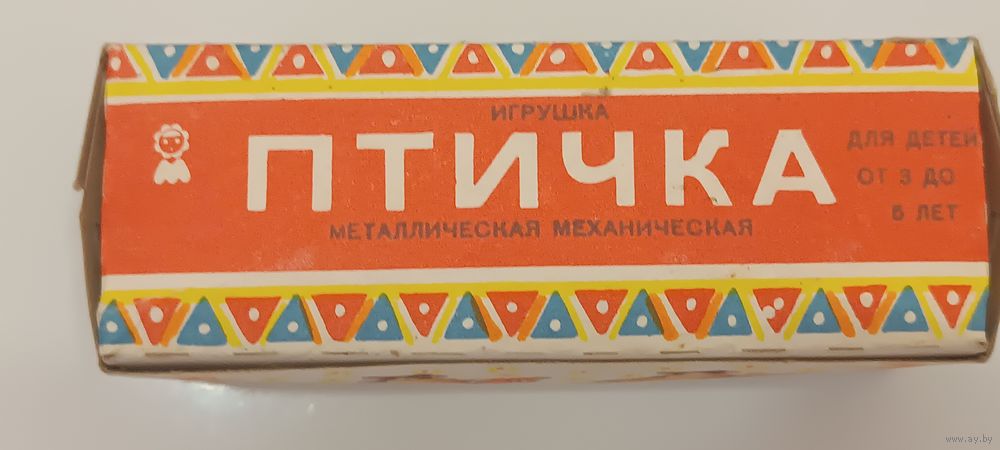 ИГРУШКА
ПТИЧКА
МЕТАЛЛИЧЕСКАЯ МЕХАНИЧЕСКАЯ
ДЛЯ ДЕТЕЙ
ОТ 3 ДО
6 ЛЕТ
www.ay.by